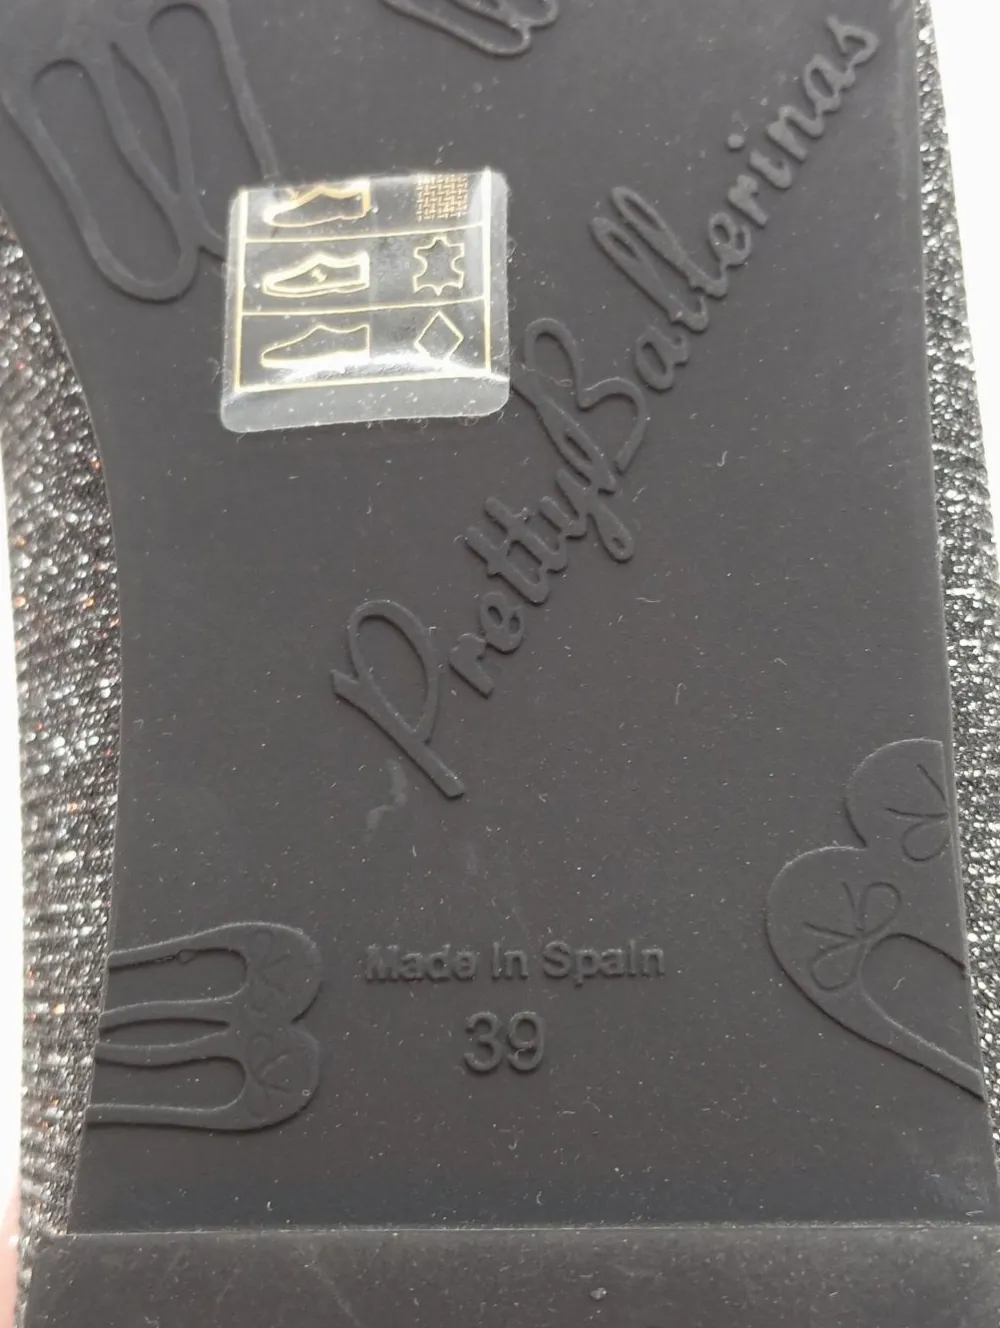 PrettyBallerinas
Made In Spain
39